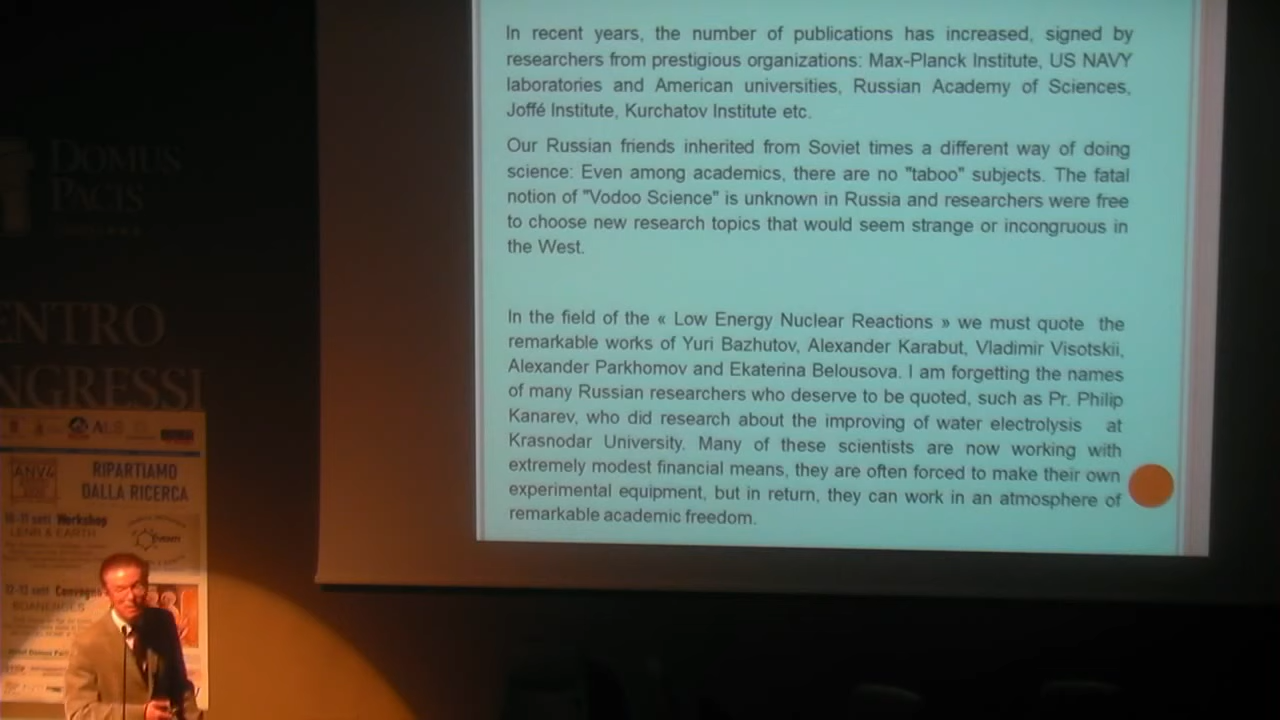 In recent years, the number of publications has increased, signed by
researchers from prestigious organizations: Max-Planck Institute, US NAVY
laboratories and American universities, Russian Academy of Sciences,
Joffé Institute, Kurchatov Institute etc.
Our Russian friends inherited from Soviet times a different way of doing
science: Even among academics, there are no "taboo" subjects. The fatal
notion of "Vodoo Science" is unknown in Russia and researchers were free
to choose new research topics that would seem strange or incongruous in
the West.
In the field of the « Low Energy Nuclear Reactions » we must quote the
remarkable works of Yuri Bazhutov, Alexander Karabut, Vladimir Visotskii,
Alexander Parkhomov and Ekaterina Belousova. I am forgetting the names
of many Russian researchers who deserve to be quoted, such as Pr. Philip
Kanarev, who did research about the improving of water electrolysis at
Krasnodar University. Many of these scientists are now working with
extremely modest financial means, they are often forced to make their own
experimental equipment, but in return, they can work in an atmosphere of
remarkable academic freedom.
DOMUS
PACIS
ENTRO
NGRESSI
RIPARTIAMO
DALLA RICERCA
Workshop
LENR & EARTH
12-13 sett Convegno